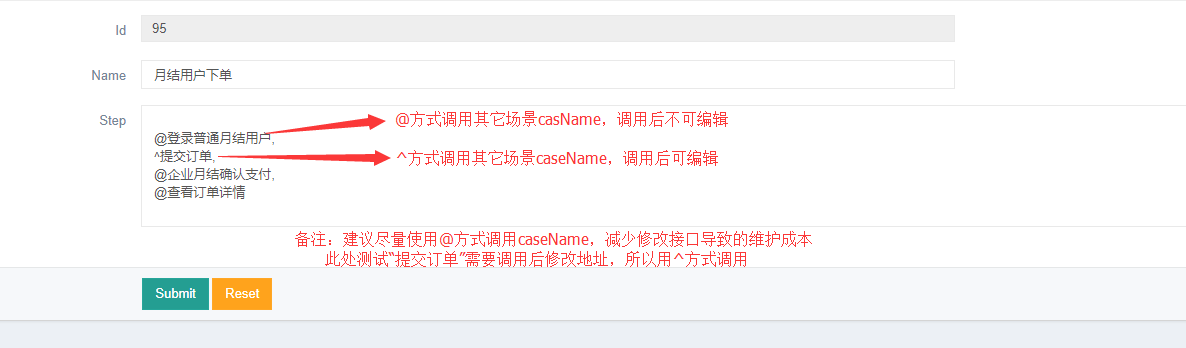 Id 95
Name 月结用户下单
Step
@登录普通月结用户, @方式调用其它场景casName，调用后不可编辑
^提交订单, ^方式调用其它场景caseName，调用后可编辑
@企业月结确认支付,
@查看订单详情
备注：建议尽量使用@方式调用caseName，减少修改接口导致的维护成本
此处测试“提交订单”需要调用后修改地址，所以用^方式调用
Submit Reset